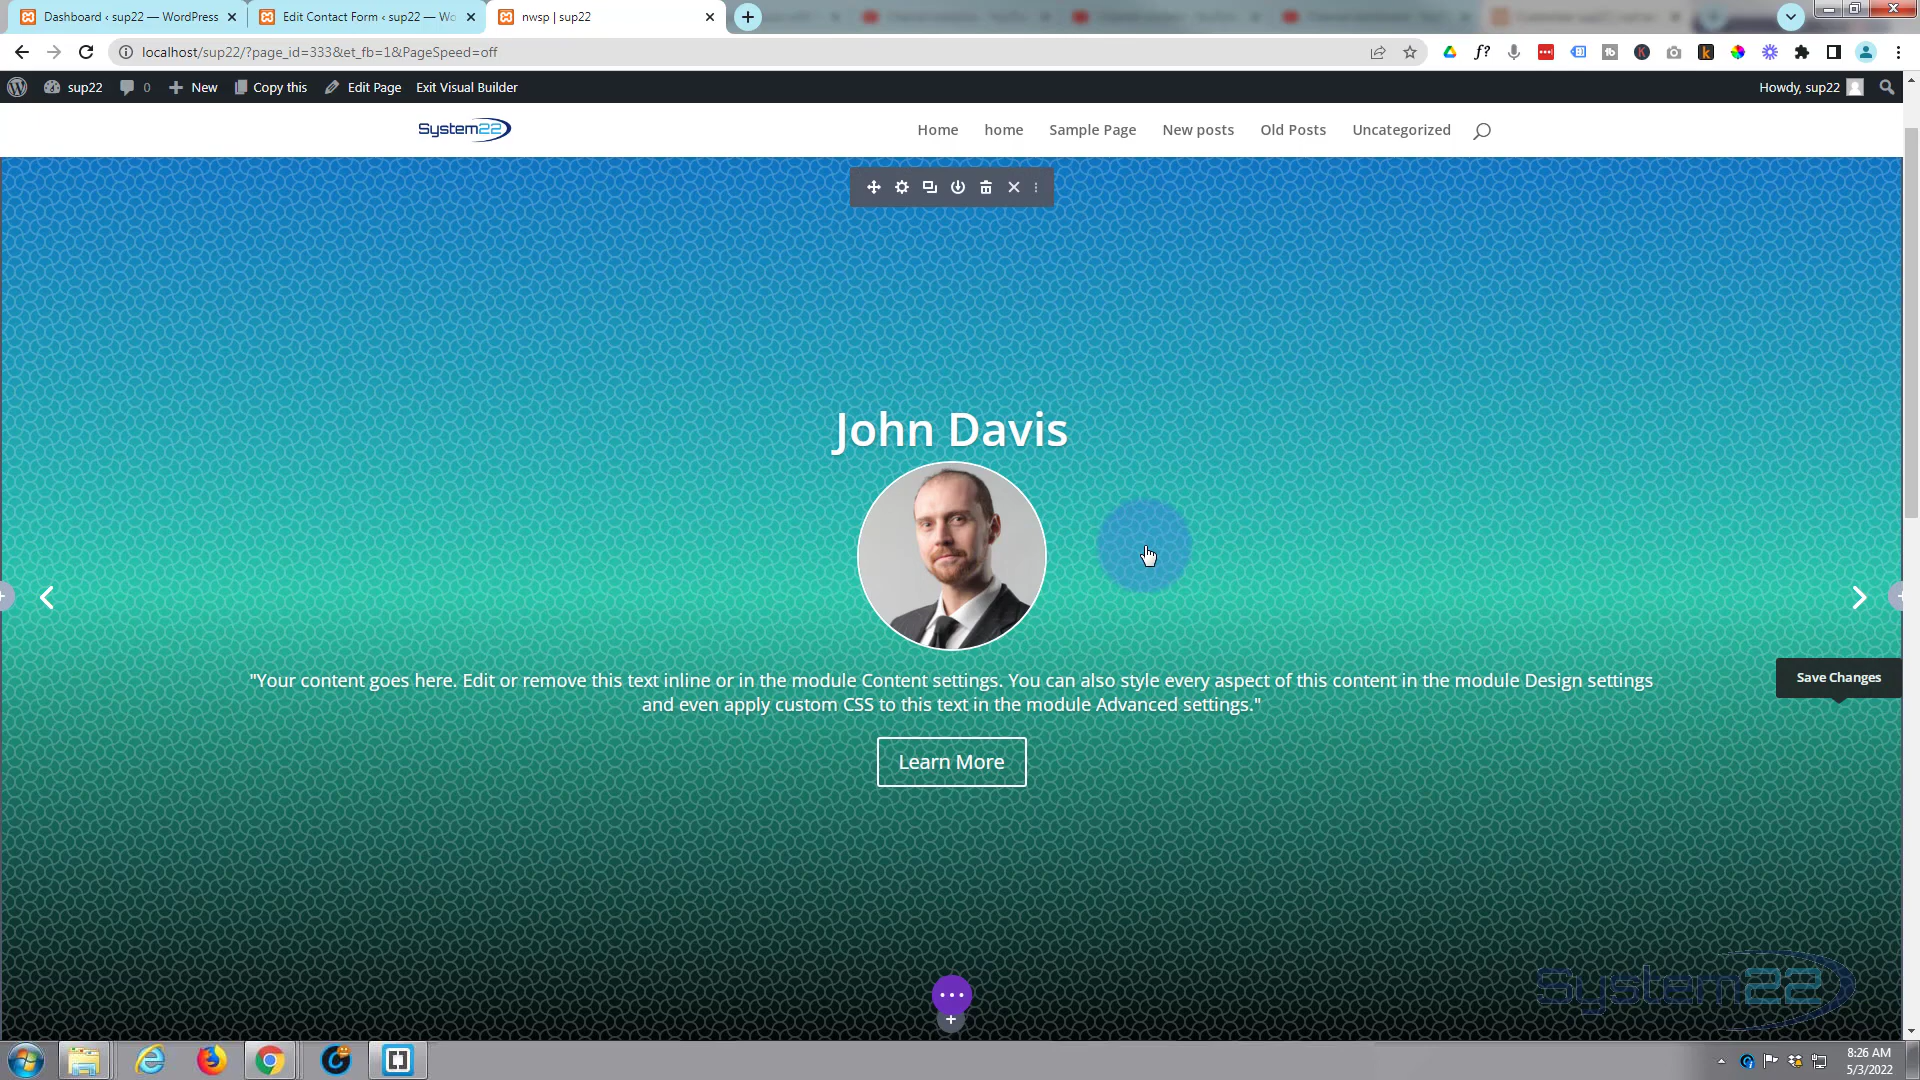 Dashboard ‹ sup22 — WordPress
Edit Contact Form ‹ sup22 — Wo
nwsp | sup22
localhost/sup22/?page_id=333&et_fb=1&PageSpeed=off
sup22 0 New Copy this Edit Page Exit Visual Builder Howdy, sup22
System22 Home home Sample Page New posts Old Posts Uncategorized
John Davis
"Your content goes here. Edit or remove this text inline or in the module Content settings. You can also style every aspect of this content in the module Design settings
and even apply custom CSS to this text in the module Advanced settings."
Save Changes
Learn More
System22
8:26 AM
5/3/2022